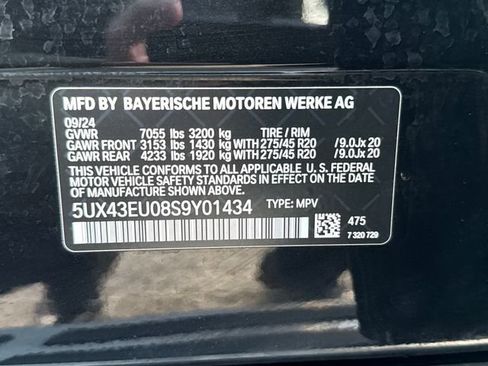 MFD BY BAYERISCHE MOTOREN WERKE AG
09/24
GVWR 7055 lbs 3200 kg TIRE / RIM
GAWR FRONT 3153 lbs 1430 kg WITH 275/45 R20 / 9.0Jx 20
GAWR REAR 4233 lbs 1920 kg WITH 275/45 R20 / 9.0Jx 20
THIS VEHICLE CONFORMS TO ALL APPLICABLE U. S. FEDERAL
MOTOR VEHICLE SAFETY STANDARDS IN EFFECT ON THE DATE
OF MANUFACTURE SHOWN ABOVE.
5UX43EU08S9Y01434 TYPE: MPV
475
7 320 729